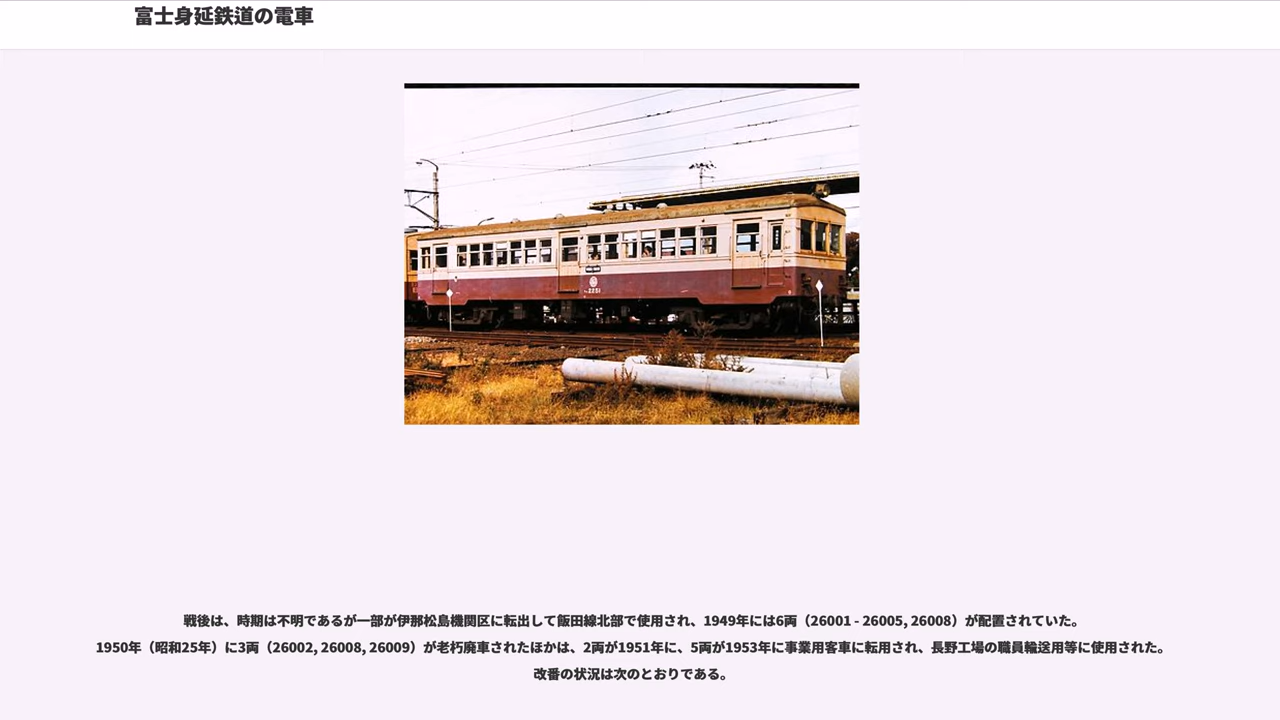 富士身延鉄道の電車
2251
戦後は、時期は不明であるが一部が伊那松島機関区に転出して飯田線北部で使用され、1949年には6両（26001 - 26005, 26008）が配置されていた。
1950年（昭和25年）に3両（26002, 26008, 26009）が老朽廃車されたほかは、2両が1951年に、5両が1953年に事業用客車に転用され、長野工場の職員輸送用等に使用された。
改番の状況は次のとおりである。